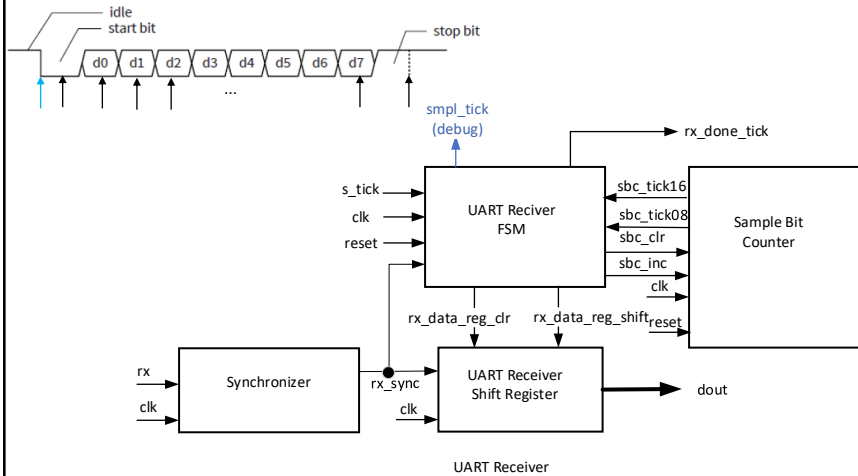 idle
start bit
stop bit
d0 d1 d2 d3 d4 d5 d6 d7
...
smpl_tick
(debug)
rx_done_tick
s_tick
clk
reset
UART Reciver
FSM
sbc_tick16
sbc_tick08
sbc_clr
sbc_inc
clk
reset
Sample Bit
Counter
rx_data_reg_clr
rx_data_reg_shift
rx
clk
Synchronizer
rx_sync
clk
UART Receiver
Shift Register
dout
UART Receiver